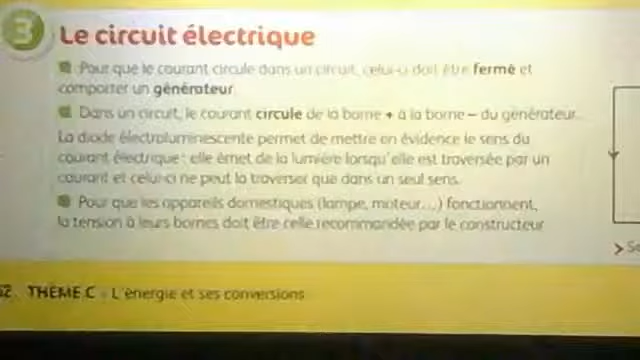 3 Le circuit électrique
Pour que le courant circule dans un circuit, celui-ci doit être fermé et
comporter un générateur.
Dans un circuit, le courant circule de la borne + à la borne – du générateur.
La diode électroluminescente permet de mettre en évidence le sens du
courant électrique : elle émet de la lumière lorsqu'elle est traversée par un
courant et celui-ci ne peut la traverser que dans un seul sens.
Pour que les appareils domestiques (lampe, moteur...) fonctionnent,
la tension à leurs bornes doit être celle recommandée par le constructeur
THÈME C - L'énergie et ses conversions